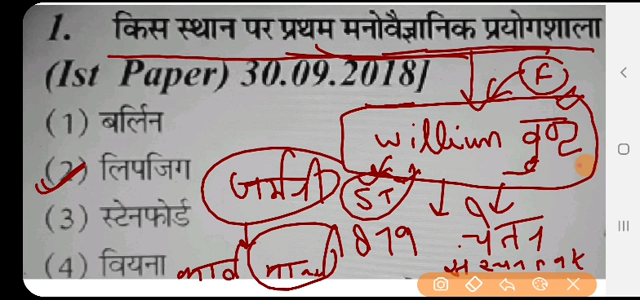 1. किस स्थान पर प्रथम मनोवैज्ञानिक प्रयोगशाला
(Ist Paper) 30.09.2018]
(1) बर्लिन
(2) लिपजिग
(3) स्टेनफोर्ड
(4) वियना
F
William वुण्ट
जर्मनी
ST
1879
चेतन